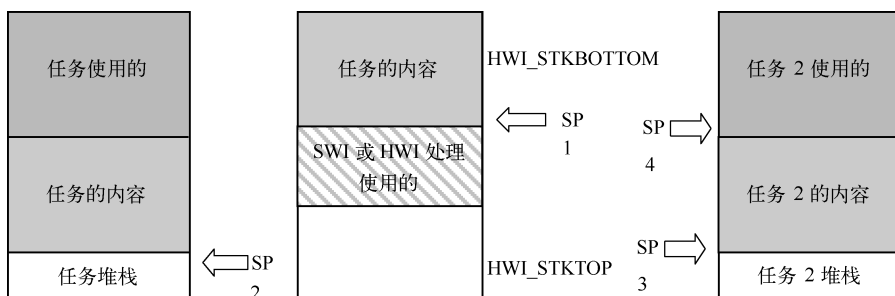 任务使用的
任务的内容
任务堆栈
SP
2
任务的内容
SWI 或 HWI 处理
使用的
HWI_STKBOTTOM
SP
1
HWI_STKTOP
SP
4
SP
3
任务 2 使用的
任务 2 的内容
任务 2 堆栈